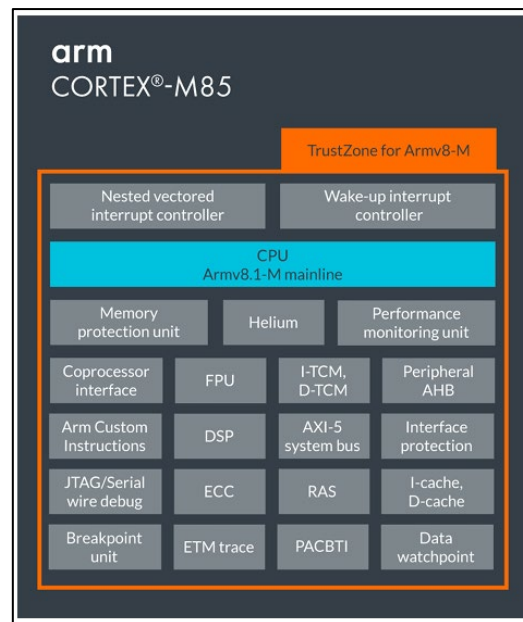 arm
CORTEX®-M85
TrustZone for Armv8-M
Nested vectored
interrupt controller
Wake-up interrupt
controller
CPU
Armv8.1-M mainline
Memory
protection unit
Helium
Performance
monitoring unit
Coprocessor
interface
FPU
I-TCM,
D-TCM
Peripheral
AHB
Arm Custom
Instructions
DSP
AXI-5
system bus
Interface
protection
JTAG/Serial
wire debug
ECC
RAS
I-cache,
D-cache
Breakpoint
unit
ETM trace
PACBTI
Data
watchpoint